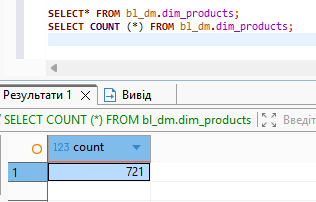 SELECT* FROM bl_dm.dim_products;
SELECT COUNT (*) FROM bl_dm.dim_products;
Результати 1
Вивід
SELECT COUNT (*) FROM bl_dm.dim_products
Введіт
123 count
1 721